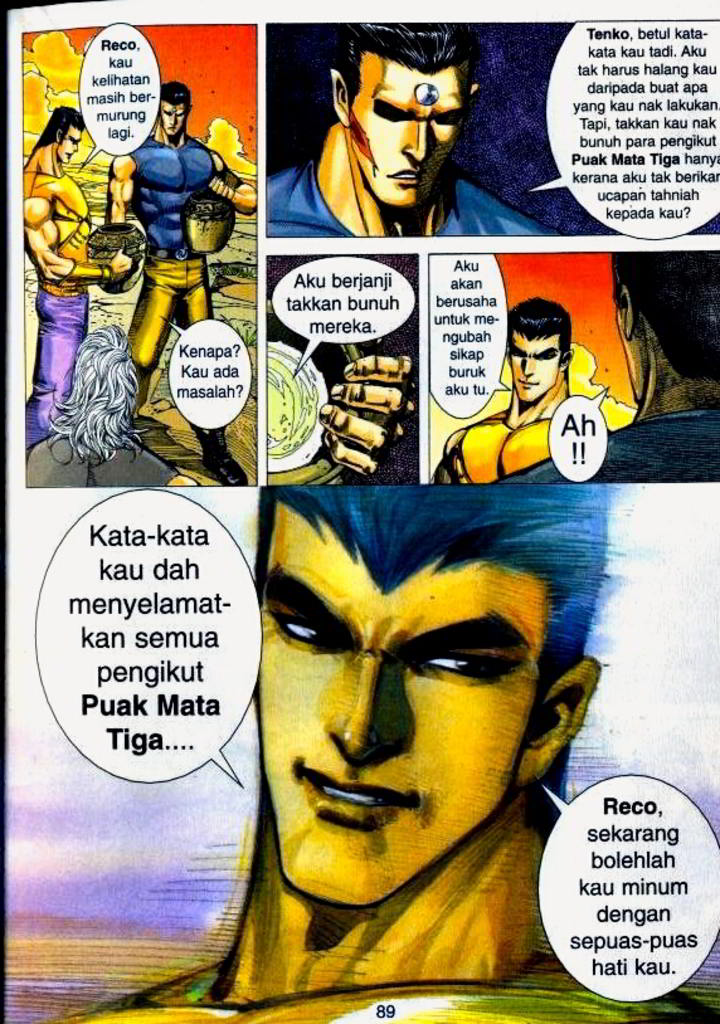 Reco,
kau
kelihatan
masih ber-
murung
lagi.
Kenapa?
Kau ada
masalah?
Tenko, betul kata-
kata kau tadi. Aku
tak harus halang kau
daripada buat apa
yang kau nak lakukan.
Tapi, takkan kau nak
bunuh para pengikut
Puak Mata Tiga hanya
kerana aku tak berikan
ucapan tahniah
kepada kau?
Aku berjanji
takkan bunuh
mereka.
Aku
akan
berusaha
untuk me-
ngubah
sikap
buruk
aku tu.
Ah
!!
Kata-kata
kau dah
menyelamat-
kan semua
pengikut
Puak Mata
Tiga....
Reco,
sekarang
bolehlah
kau minum
dengan
sepuas-puas
hati kau.
89